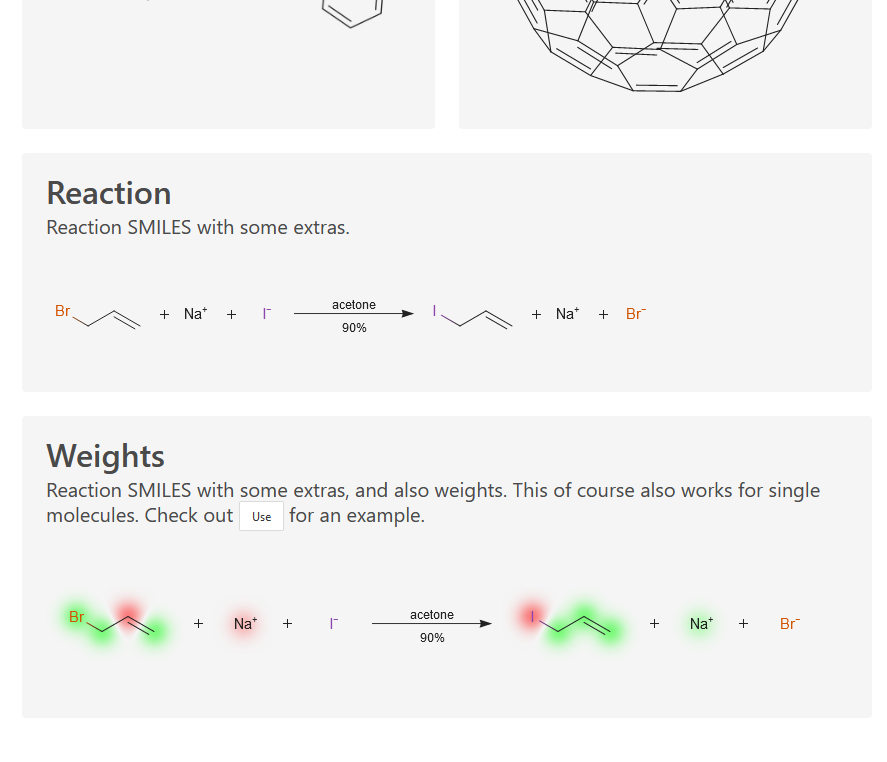 Reaction
Reaction SMILES with some extras.
acetone
Br + Na⁺ + I⁻ I + Na⁺ + Br⁻
90%
Weights
Reaction SMILES with some extras, and also weights. This of course also works for single
molecules. Check out Use for an example.
acetone
Br + Na⁺ + I⁻ I + Na⁺ + Br⁻
90%